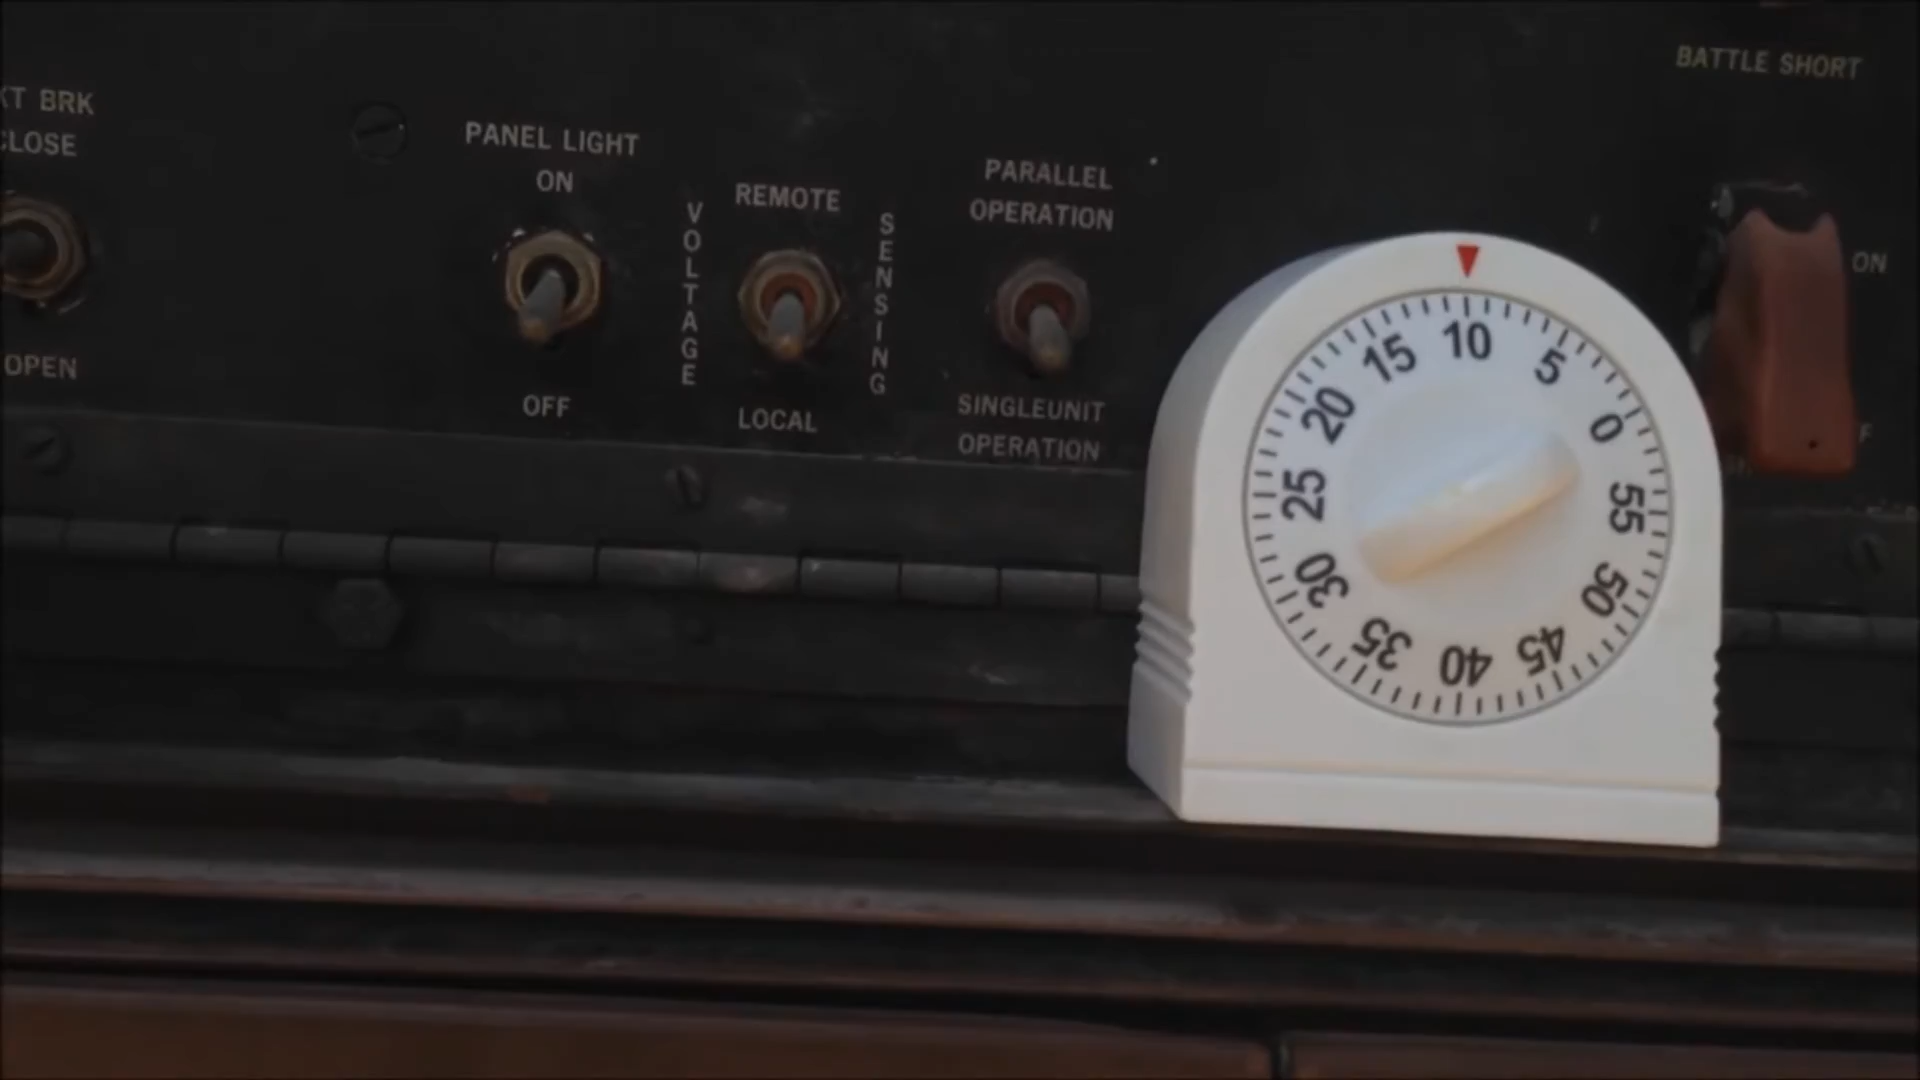 BATTLE SHORT
KT BRK
CLOSE
PANEL LIGHT
ON
VOLTAGE
REMOTE
SENSING
PARALLEL
OPERATION
ON
OPEN
OFF
LOCAL
SINGLEUNIT
OPERATION
F
10
5
0
55
50
45
40
35
30
25
20
15